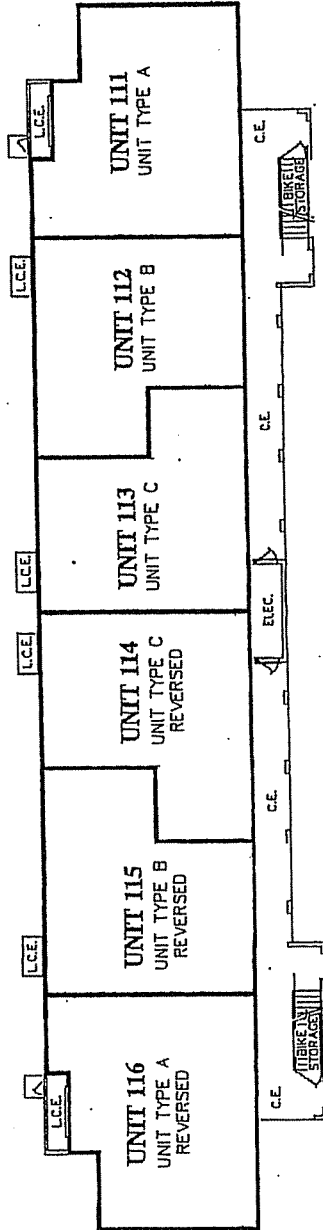 L.C.E.
L.C.E.
L.C.E.
L.C.E.
L.C.E.
L.C.E.
UNIT 116
UNIT TYPE A
REVERSED
UNIT 115
UNIT TYPE B
REVERSED
UNIT 114
UNIT TYPE C
REVERSED
UNIT 113
UNIT TYPE C
UNIT 112
UNIT TYPE B
UNIT 111
UNIT TYPE A
C.E.
BIKE
STORAGE
C.E.
ELEC.
C.E.
BIKE
STORAGE
C.E.